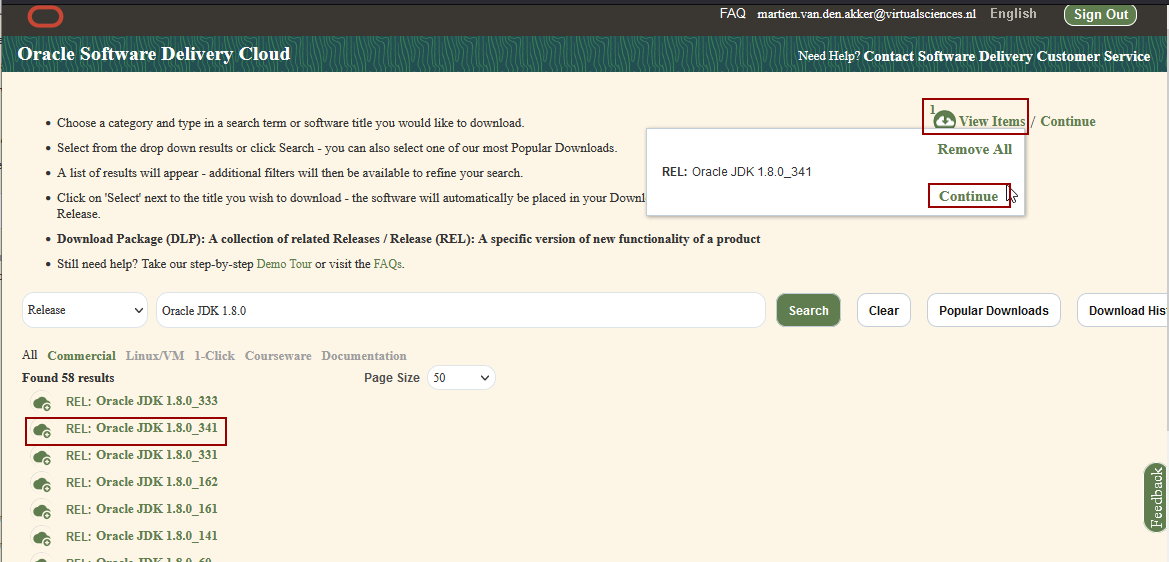 FAQ martien.van.den.akker@virtualsciences.nl English Sign Out
Oracle Software Delivery Cloud
Need Help? Contact Software Delivery Customer Service
1
View Items / Continue
Remove All
REL: Oracle JDK 1.8.0_341
Continue
Choose a category and type in a search term or software title you would like to download.
Select from the drop down results or click Search - you can also select one of our most Popular Downloads.
A list of results will appear - additional filters will then be available to refine your search.
Click on 'Select' next to the title you wish to download - the software will automatically be placed in your Downl
Release.
Download Package (DLP): A collection of related Releases / Release (REL): A specific version of new functionality of a product
Still need help? Take our step-by-step Demo Tour or visit the FAQs.
Release Oracle JDK 1.8.0 Search Clear Popular Downloads Download His
All Commercial Linux/VM 1-Click Courseware Documentation
Found 58 results Page Size 50
REL: Oracle JDK 1.8.0_333
REL: Oracle JDK 1.8.0_341
REL: Oracle JDK 1.8.0_331
REL: Oracle JDK 1.8.0_162
REL: Oracle JDK 1.8.0_161
REL: Oracle JDK 1.8.0_141
Feedback